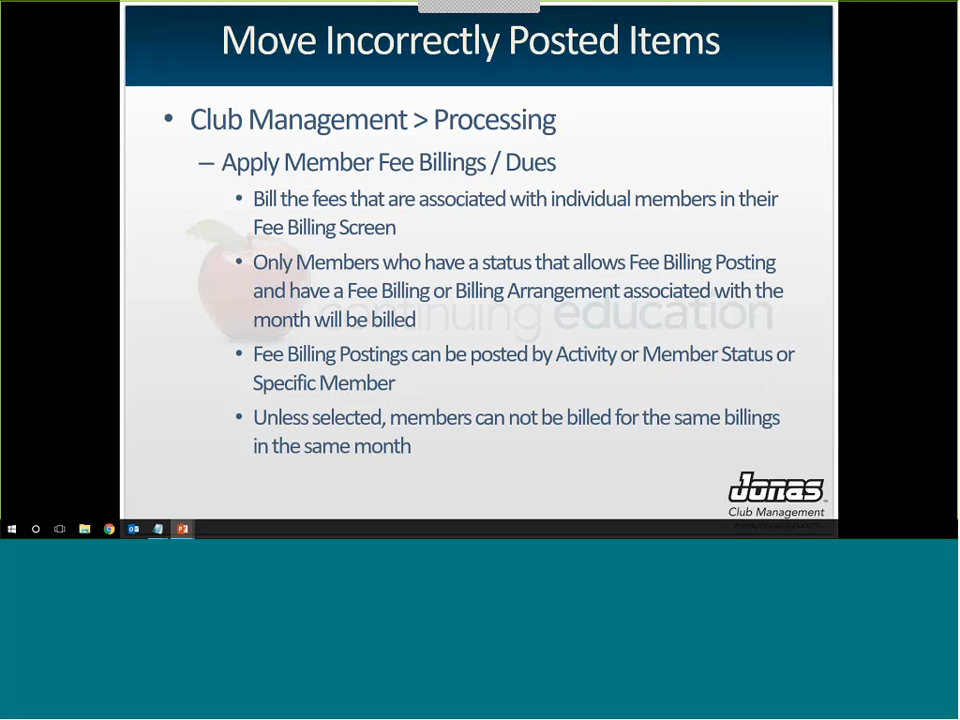 Move Incorrectly Posted Items
• Club Management > Processing
– Apply Member Fee Billings / Dues
• Bill the fees that are associated with individual members in their
Fee Billing Screen
• Only Members who have a status that allows Fee Billing Posting
and have a Fee Billing or Billing Arrangement associated with the
month will be billed
continuing education
• Fee Billing Postings can be posted by Activity or Member Status or
Specific Member
• Unless selected, members can not be billed for the same billings
in the same month
Jonas
Club Management